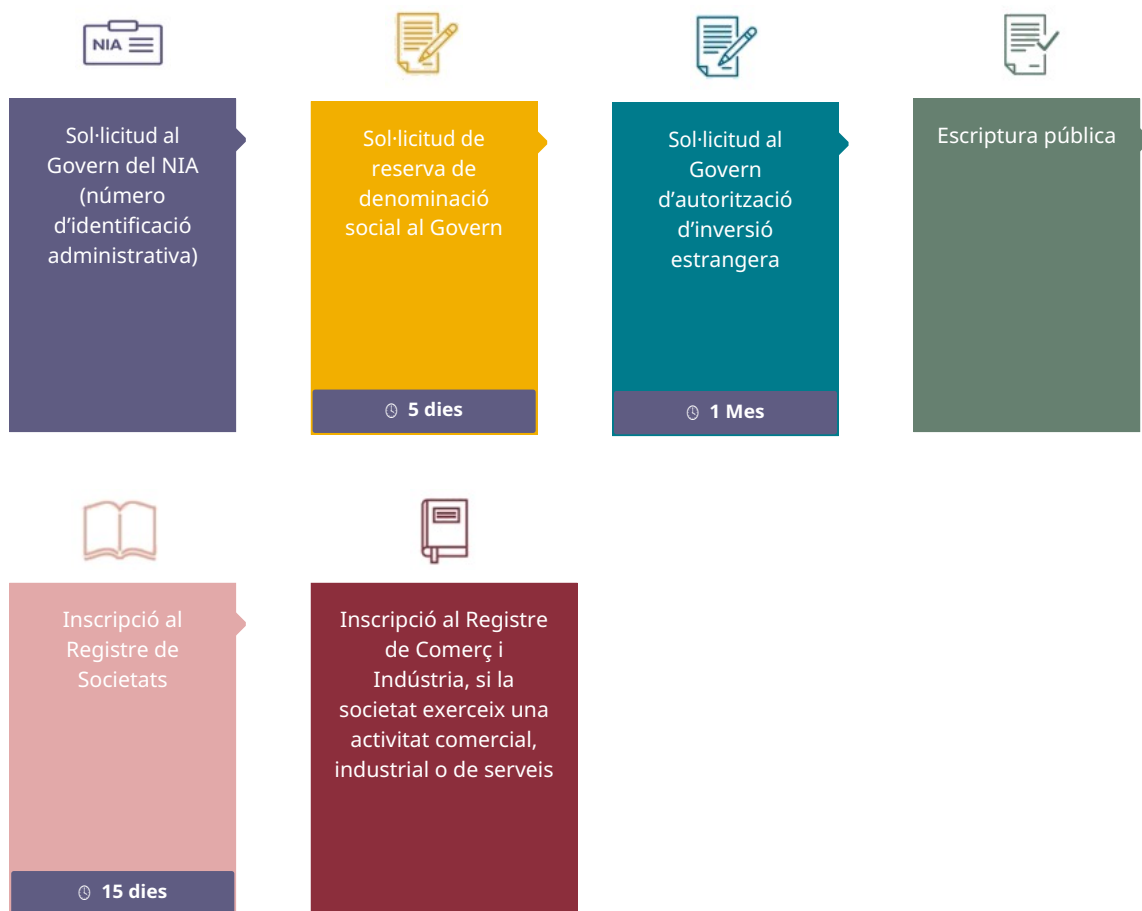 NIA
Sol·licitud al
Govern del NIA
(número
d’identificació
administrativa)
Sol·licitud de
reserva de
denominació
social al Govern
5 dies
Sol·licitud al
Govern
d’autorització
d’inversió
estrangera
1 Mes
Escriptura pública
Inscripció al
Registre de
Societats
15 dies
Inscripció al Registre
de Comerç i
Indústria, si la
societat exerceix una
activitat comercial,
industrial o de serveis